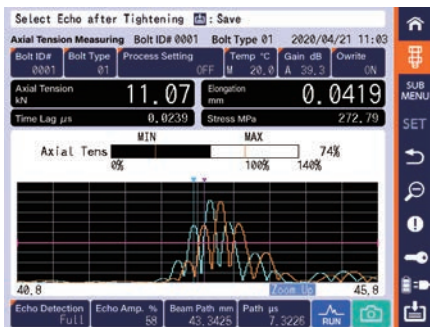 Select Echo after Tightening : Save
Axial Tension Measuring Bolt ID# 0001 Bolt Type 01 2020/04/21 11:03
Bolt ID# Bolt Type Process Setting Temp °C Gain dB Owrite
0001 01 OFF M 20.0 A 39.3 ON
Axial Tension kN 11.07 Elongation mm 0.0419
Time Lag μs 0.0239 Stress MPa 272.79
MIN MAX
Axial Tens 74%
0% 100% 140%
40.8 Zoom Up 45.8
Echo Detection Echo Amp. % Beam Path mm Path μs
Full 58 43.3425 7.3226 RUN
SUB
MENU
SET